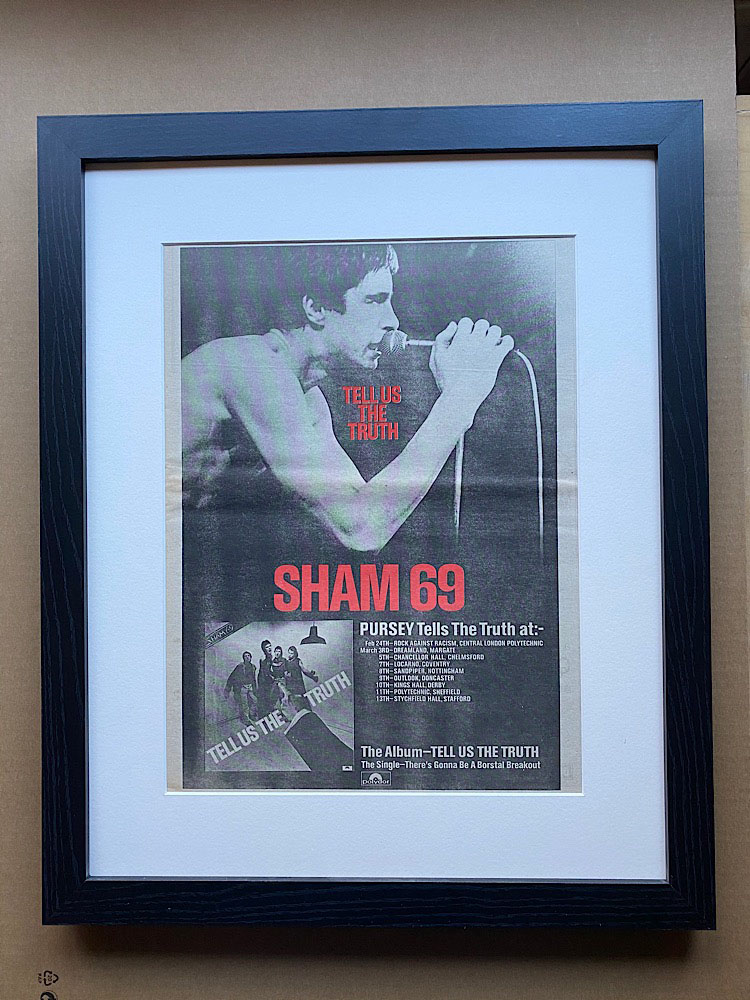 TELL US
THE
TRUTH
SHAM 69
SHAM 69
TELL US THE TRUTH
PURSEY Tells The Truth at:-
Feb 24TH—ROCK AGAINST RACISM, CENTRAL LONDON POLYTECHNIC
March 3RD—DREAMLAND, MARGATE
5TH—CHANCELLOR HALL, CHELMSFORD
7TH—LOCARNO, COVENTRY
8TH—SANDPIPER, NOTTINGHAM
9TH—OUTLOOK, DONCASTER
10TH—KINGS HALL, DERBY
11TH—POLYTECHNIC, SHEFFIELD
13TH—STYCHFIELD HALL, STAFFORD
The Album—TELL US THE TRUTH
The Single—There's Gonna Be A Borstal Breakout
polydor